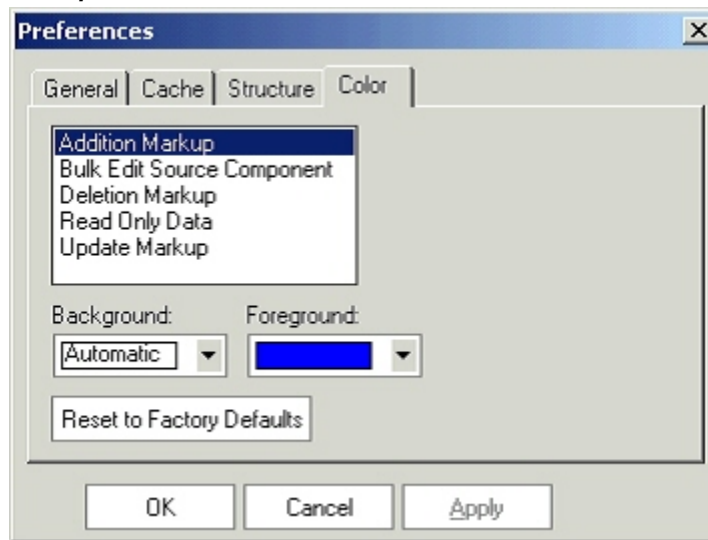 Preferences
General Cache Structure Color
Addition Markup
Bulk Edit Source Component
Deletion Markup
Read Only Data
Update Markup
Background: Foreground:
Automatic
Reset to Factory Defaults
OK Cancel Apply